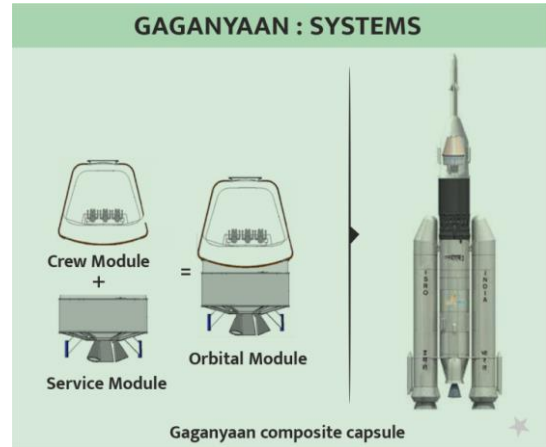 GAGANYAAN : SYSTEMS
Crew Module
+
Service Module
=
Orbital Module
ISRO
INDIA
Gaganyaan composite capsule